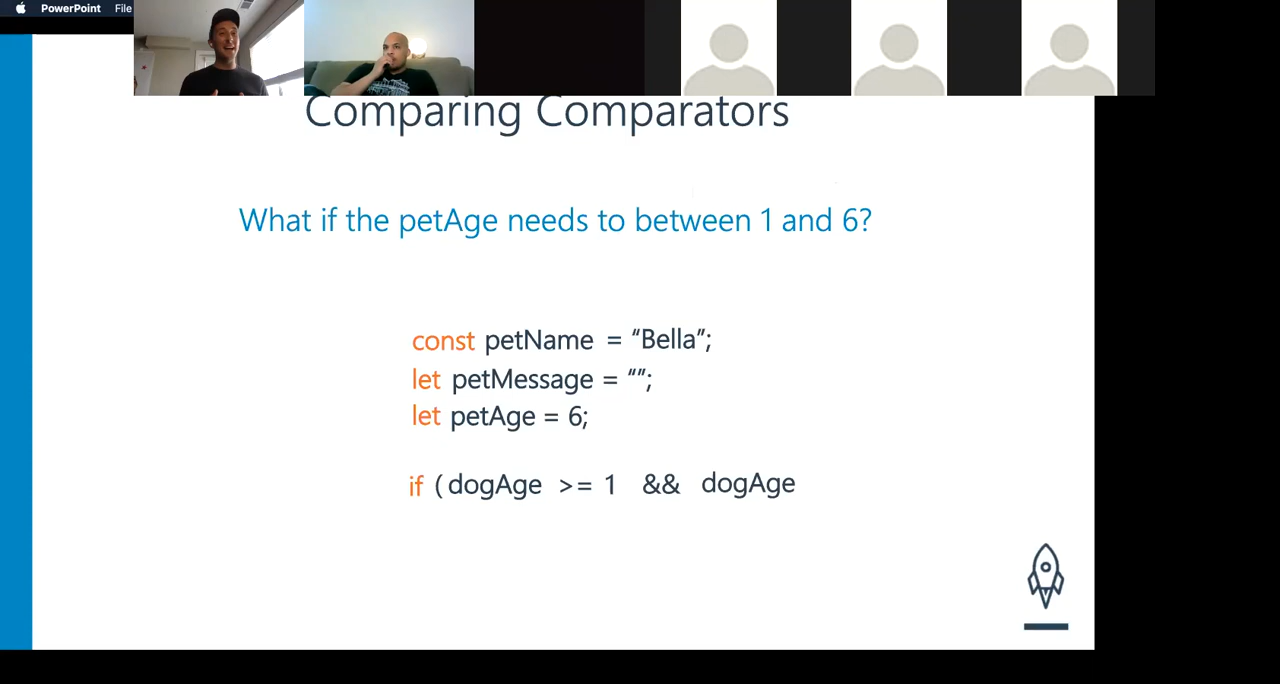 PowerPoint File
Comparing Comparators
What if the petAge needs to between 1 and 6?
const petName = “Bella”;
let petMessage = “”;
let petAge = 6;
if ( dogAge >= 1 && dogAge